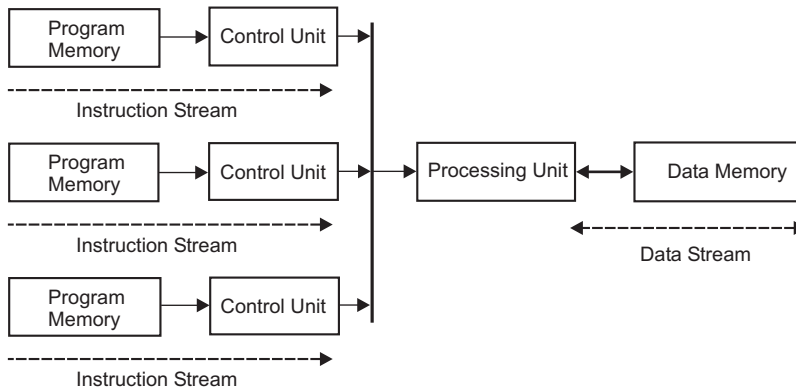 Program
Memory
Control Unit
Instruction Stream
Program
Memory
Control Unit
Processing Unit
Data Memory
Instruction Stream
Data Stream
Program
Memory
Control Unit
Instruction Stream